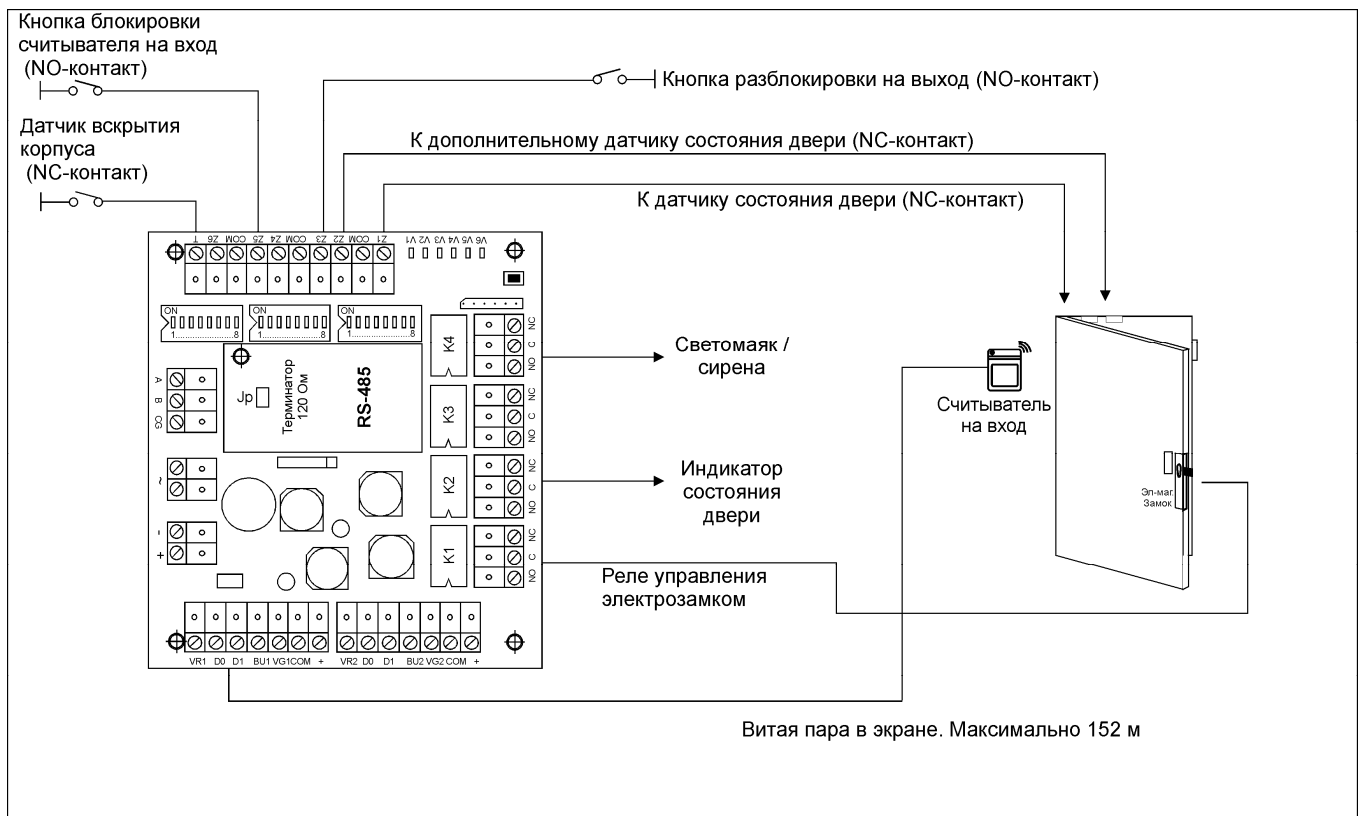 Кнопка блокировки
считывателя на вход
(NO-контакт)
Кнопка разблокировки на выход (NO-контакт)
Датчик вскрытия
корпуса
(NC-контакт)
К дополнительному датчику состояния двери (NC-контакт)
К датчику состояния двери (NC-контакт)
T Z6 COM Z5 Z4 COM Z3 Z2 COM Z1
V1 V2 V3 V4 V5 V6
ON
1 8
ON
1 8
ON
1 8
K4
NC
C
NO
Светомаяк /
сирена
Jp
Терминатор
120 Ом
RS-485
A
B
CG
K3
NC
C
NO
Считыватель
на вход
~
K2
NC
C
NO
Индикатор
состояния
двери
Эл-маг.
Замок
-
+
K1
NC
C
NO
Реле управления
электрозамком
VR1 D0 D1 BU1 VG1COM + VR2 D0 D1 BU2 VG2 COM +
Витая пара в экране. Максимально 152 м